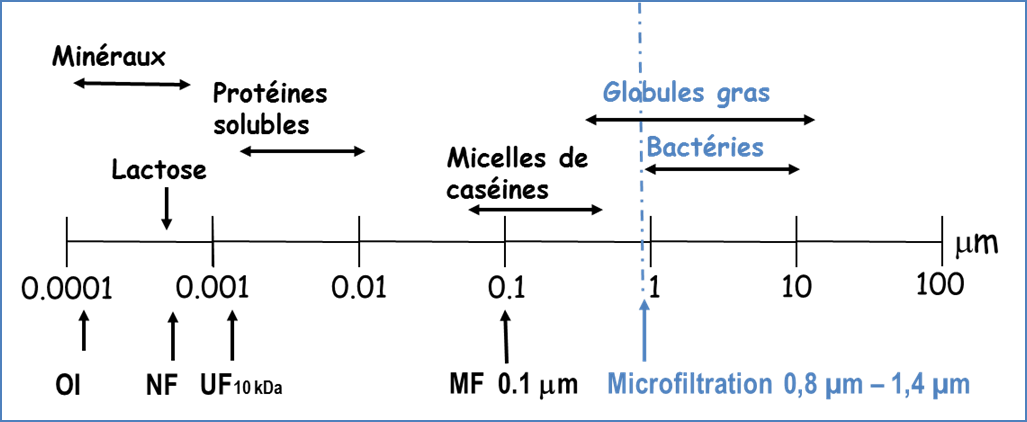 Minéraux
Protéines
solubles
Globules gras
Lactose
Micelles de
caséines
Bactéries
µm
0.0001 0.001 0.01 0.1 1 10 100
OI NF UF10 kDa MF 0.1 µm Microfiltration 0,8 µm – 1,4 µm